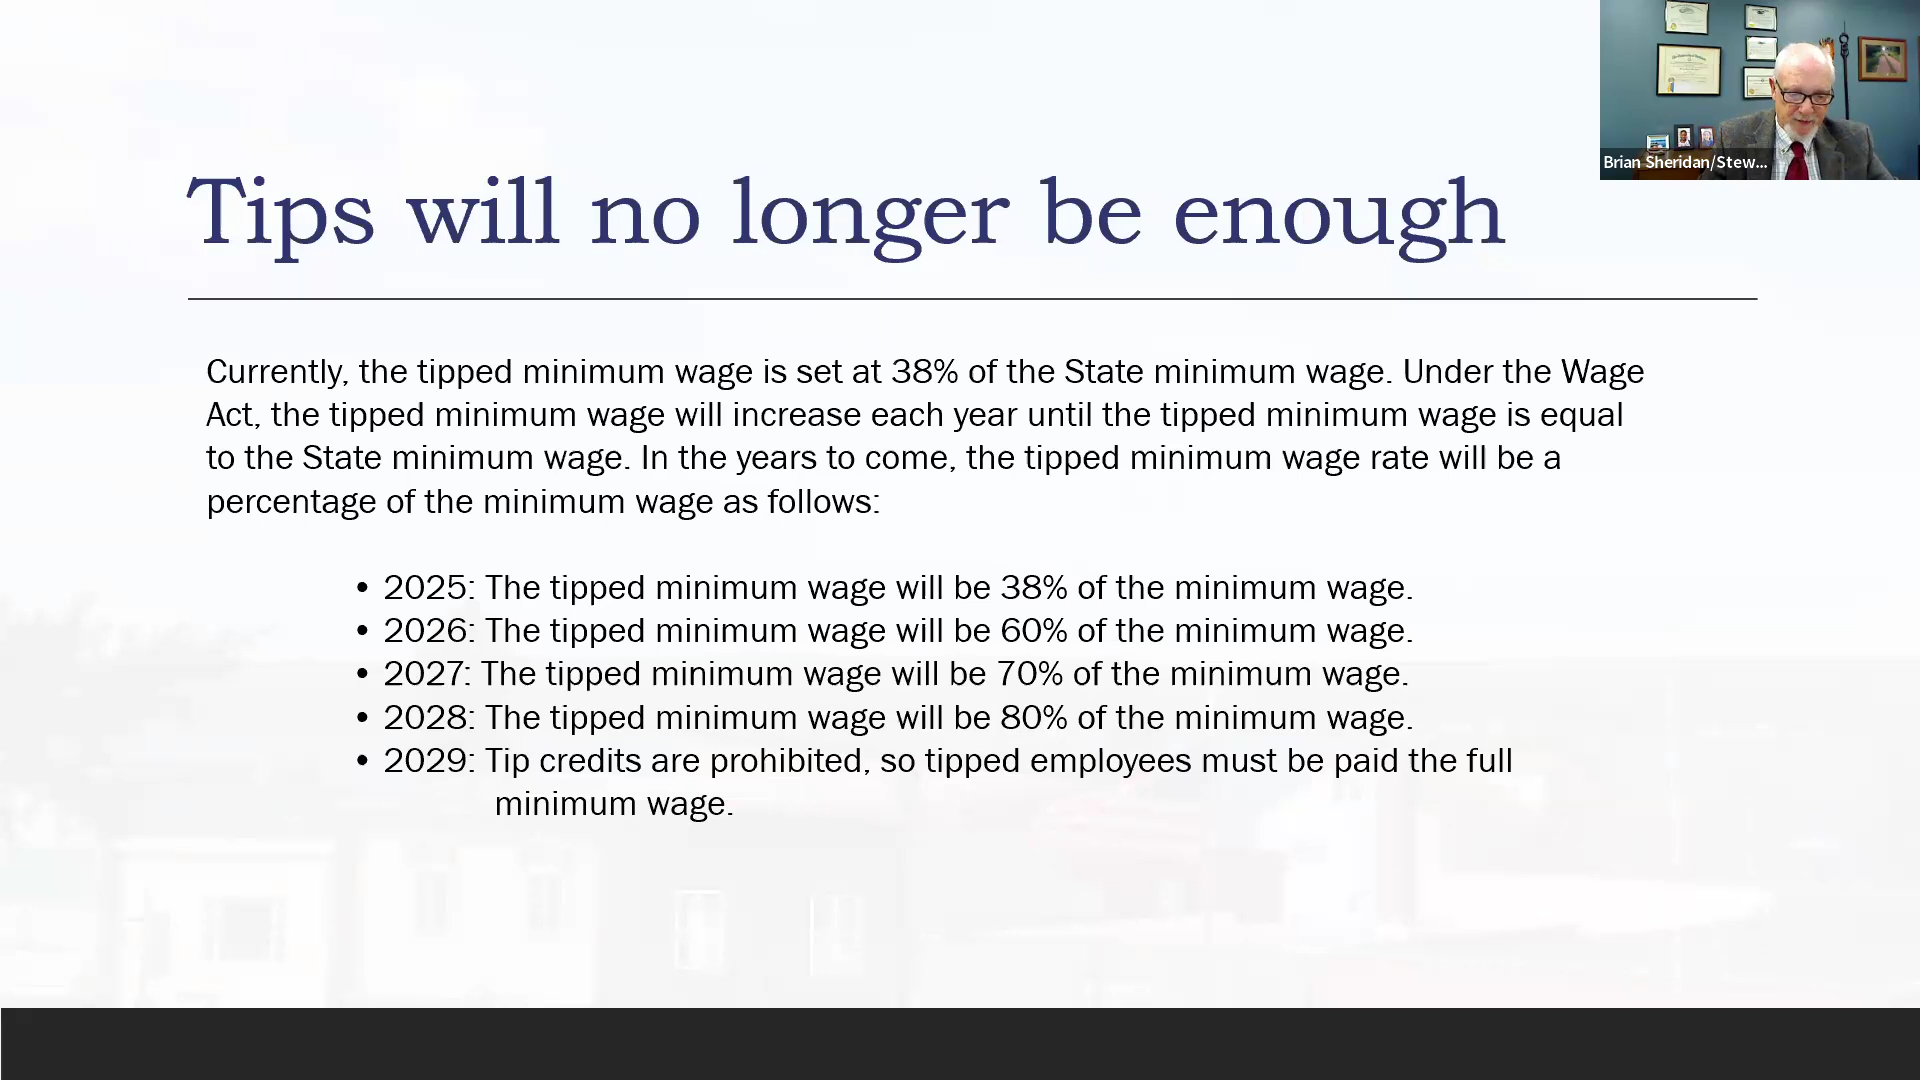 Brian Sheridan/Stew...
Tips will no longer be enough
Currently, the tipped minimum wage is set at 38% of the State minimum wage. Under the Wage
Act, the tipped minimum wage will increase each year until the tipped minimum wage is equal
to the State minimum wage. In the years to come, the tipped minimum wage rate will be a
percentage of the minimum wage as follows:
• 2025: The tipped minimum wage will be 38% of the minimum wage.
• 2026: The tipped minimum wage will be 60% of the minimum wage.
• 2027: The tipped minimum wage will be 70% of the minimum wage.
• 2028: The tipped minimum wage will be 80% of the minimum wage.
• 2029: Tip credits are prohibited, so tipped employees must be paid the full
minimum wage.